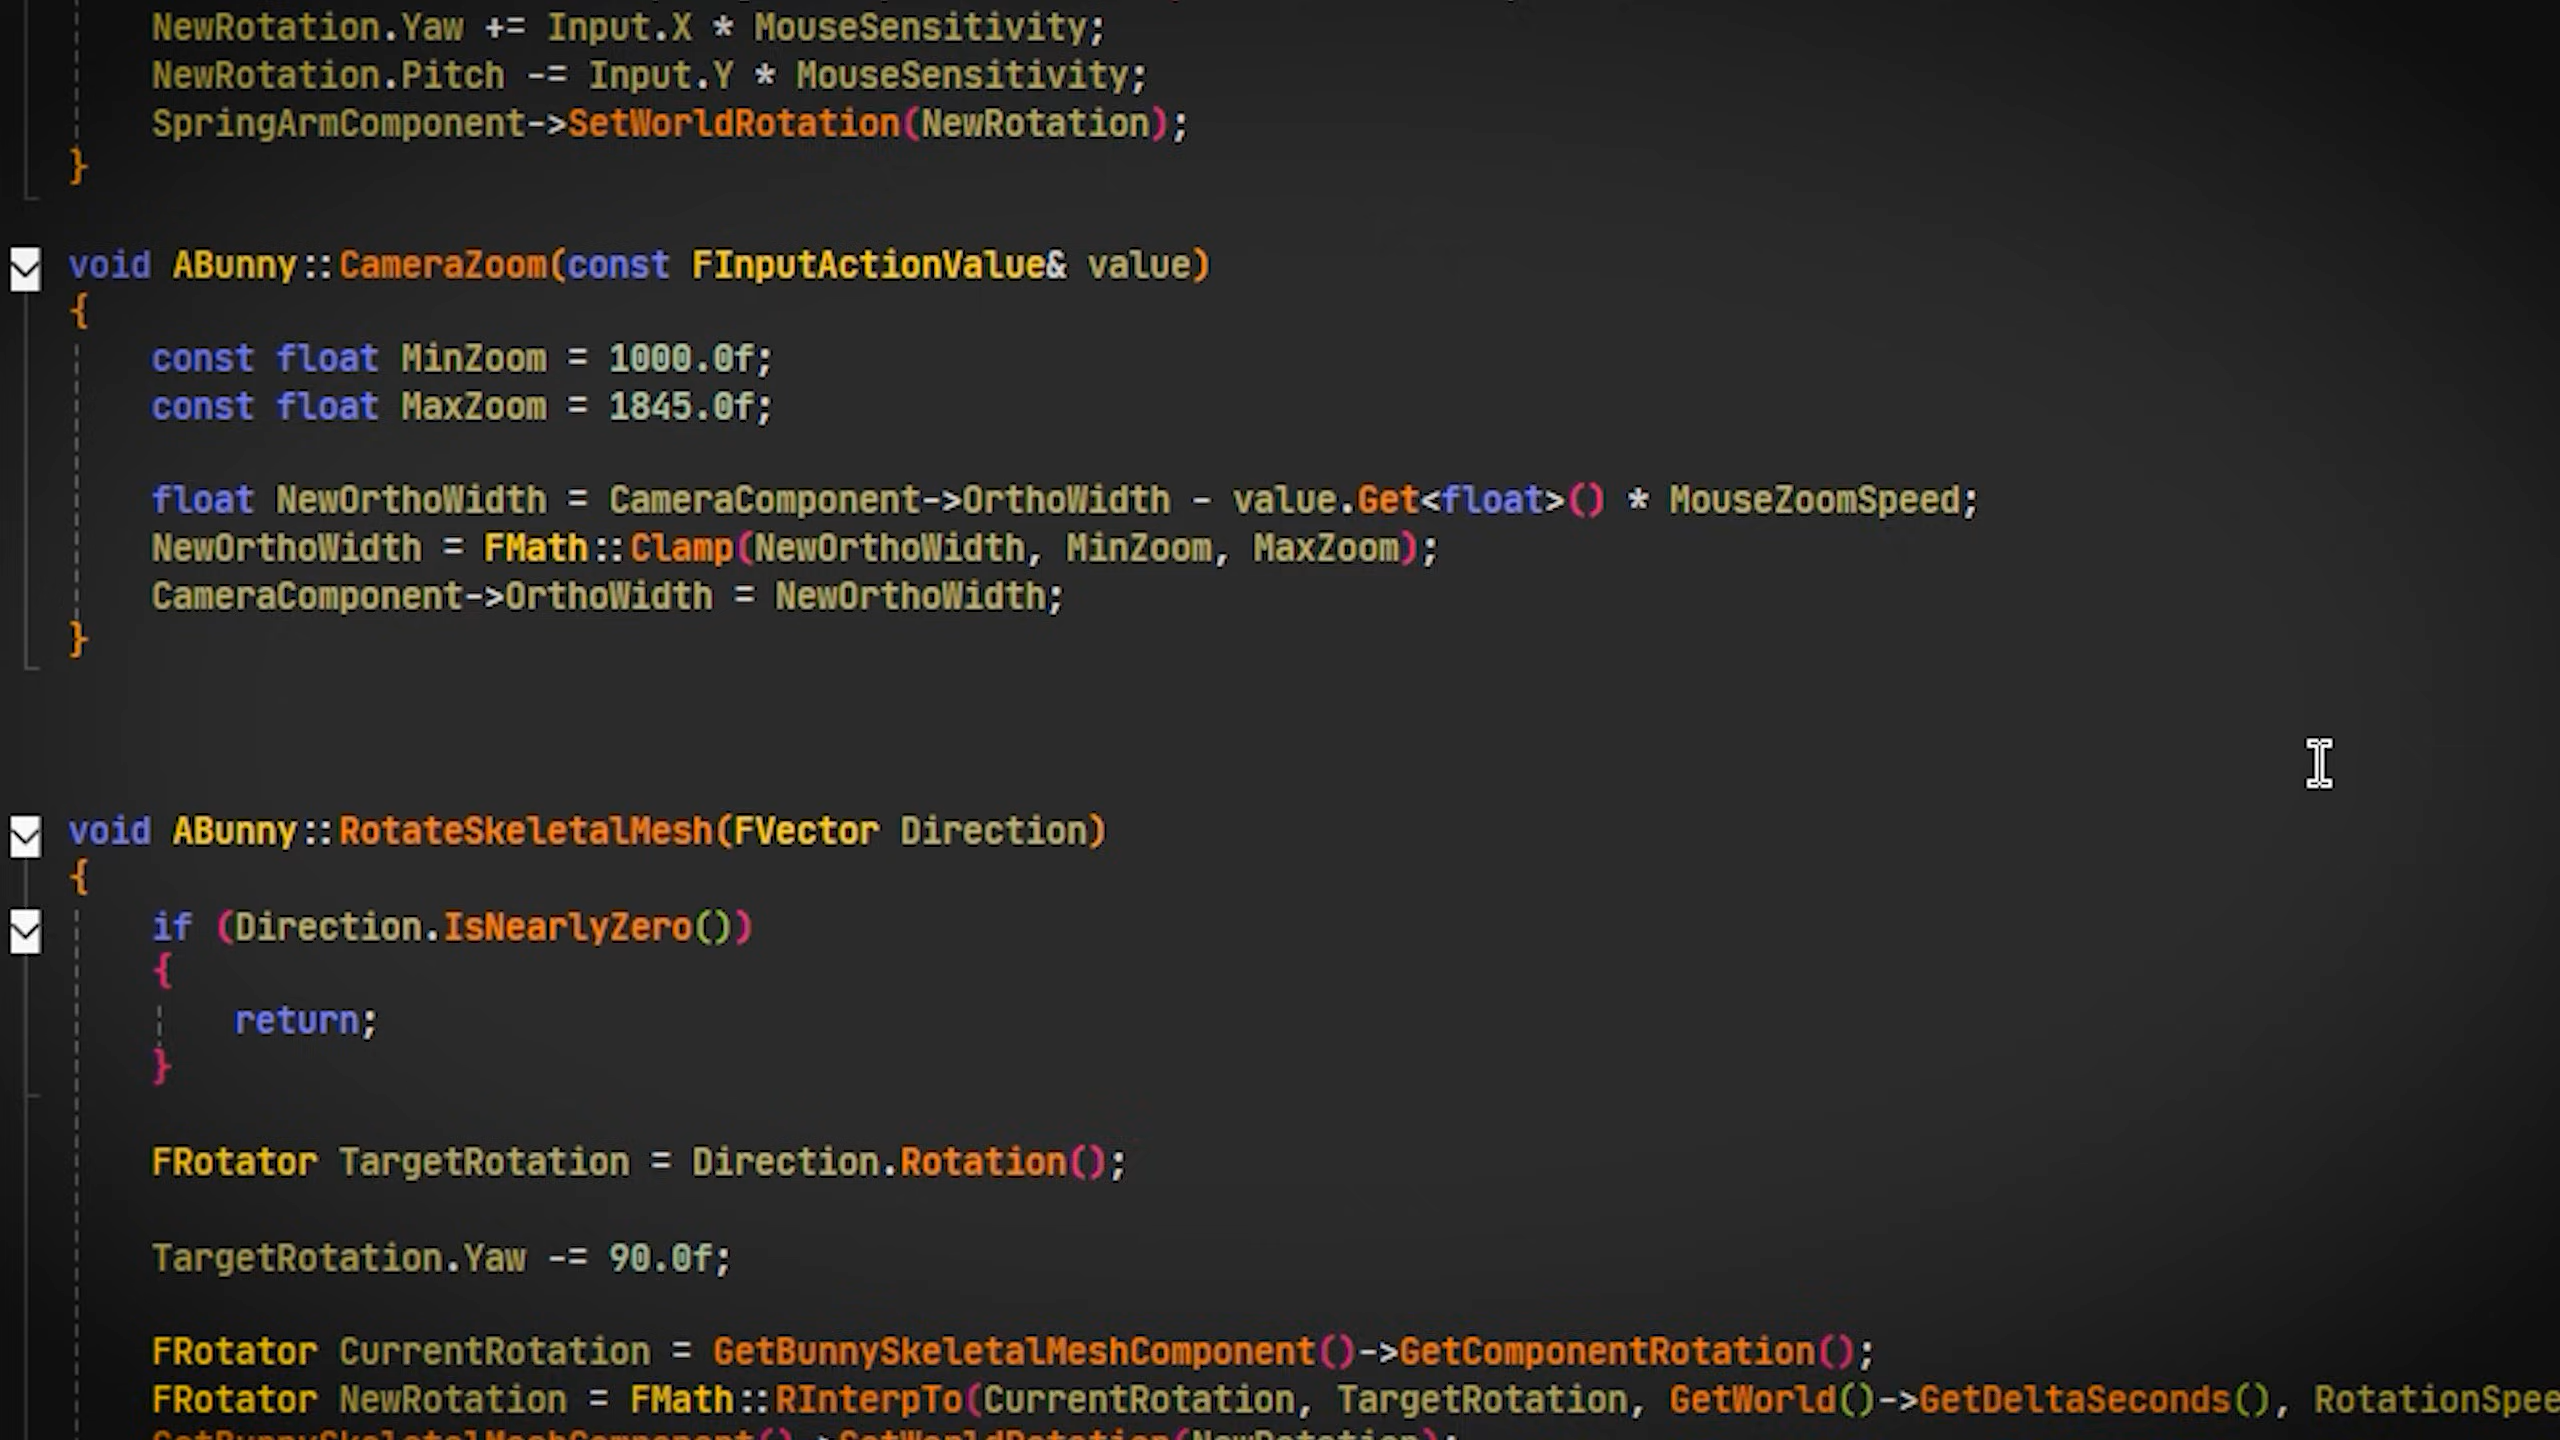 NewRotation.Yaw += Input.X * MouseSensitivity;
NewRotation.Pitch -= Input.Y * MouseSensitivity;
SpringArmComponent->SetWorldRotation(NewRotation);
}
void ABunny::CameraZoom(const FInputActionValue& value)
{
const float MinZoom = 1000.0f;
const float MaxZoom = 1845.0f;
float NewOrthoWidth = CameraComponent->OrthoWidth - value.Get<float>() * MouseZoomSpeed;
NewOrthoWidth = FMath::Clamp(NewOrthoWidth, MinZoom, MaxZoom);
CameraComponent->OrthoWidth = NewOrthoWidth;
}
void ABunny::RotateSkeletalMesh(FVector Direction)
{
if (Direction.IsNearlyZero())
{
return;
}
FRotator TargetRotation = Direction.Rotation();
TargetRotation.Yaw -= 90.0f;
FRotator CurrentRotation = GetBunnySkeletalMeshComponent()->GetComponentRotation();
FRotator NewRotation = FMath::RInterpTo(CurrentRotation, TargetRotation, GetWorld()->GetDeltaSeconds(), RotationSpee